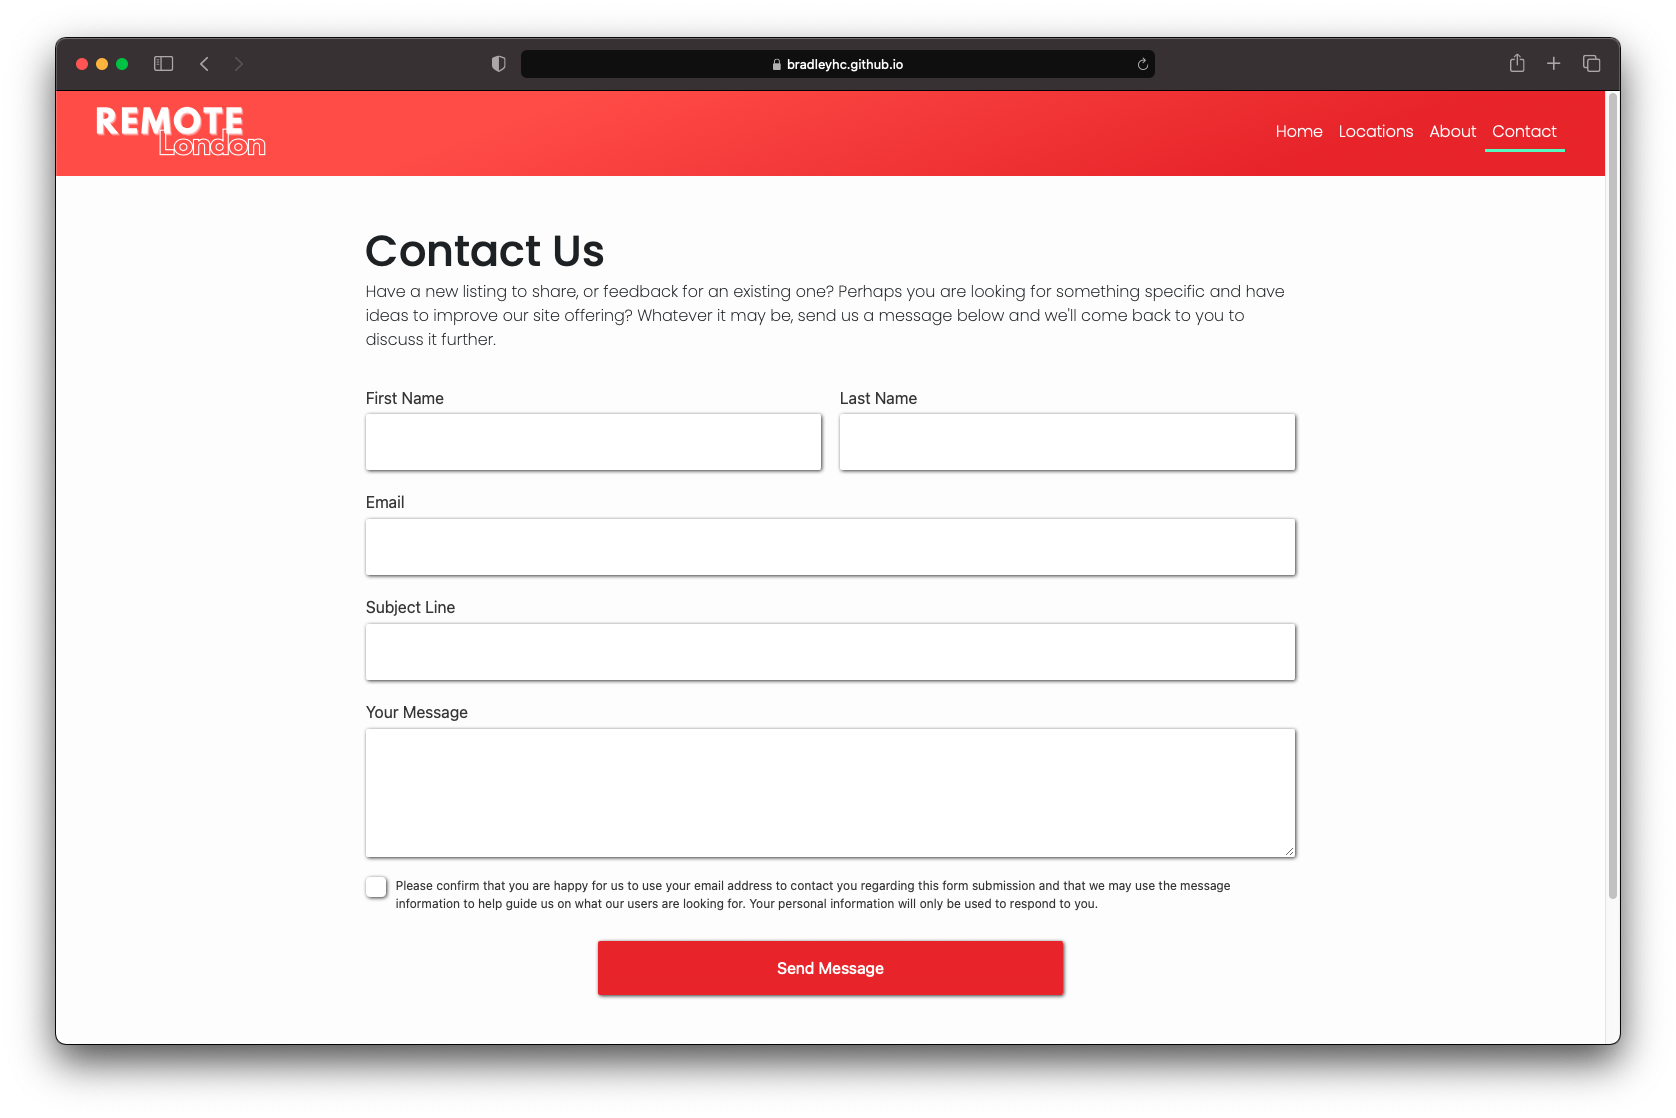 bradleyhc.github.io
REMOTE
London
Home Locations About Contact
Contact Us
Have a new listing to share, or feedback for an existing one? Perhaps you are looking for something specific and have
ideas to improve our site offering? Whatever it may be, send us a message below and we'll come back to you to
discuss it further.
First Name
Last Name
Email
Subject Line
Your Message
Please confirm that you are happy for us to use your email address to contact you regarding this form submission and that we may use the message
information to help guide us on what our users are looking for. Your personal information will only be used to respond to you.
Send Message